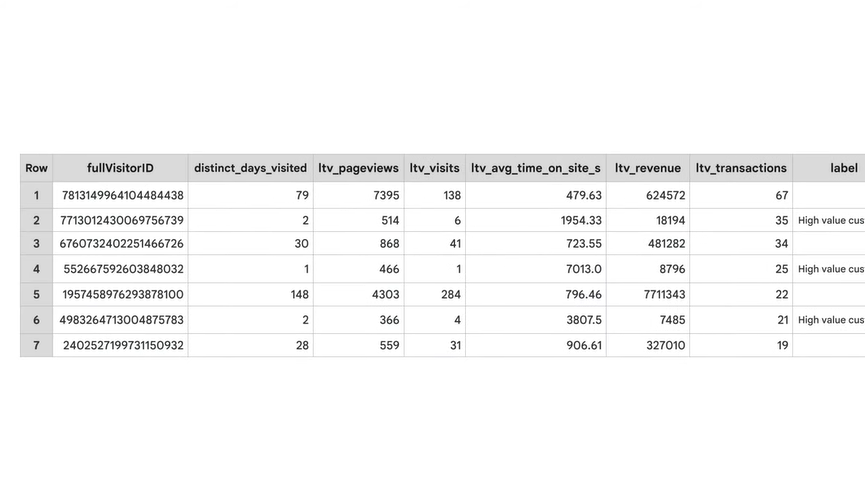 Row fullVisitorID distinct_days_visited ltv_pageviews ltv_visits ltv_avg_time_on_site_s ltv_revenue ltv_transactions label
1 7813149964104484438 79 7395 138 479.63 624572 67
2 7713012430069756739 2 514 6 1954.33 18194 35 High value cus
3 6760732402251466726 30 868 41 723.55 481282 34
4 552667592603848032 1 466 1 7013.0 8796 25 High value cus
5 1957458976293878100 148 4303 284 796.46 7711343 22
6 4983264713004875783 2 366 4 3807.5 7485 21 High value cus
7 2402527199731150932 28 559 31 906.61 327010 19